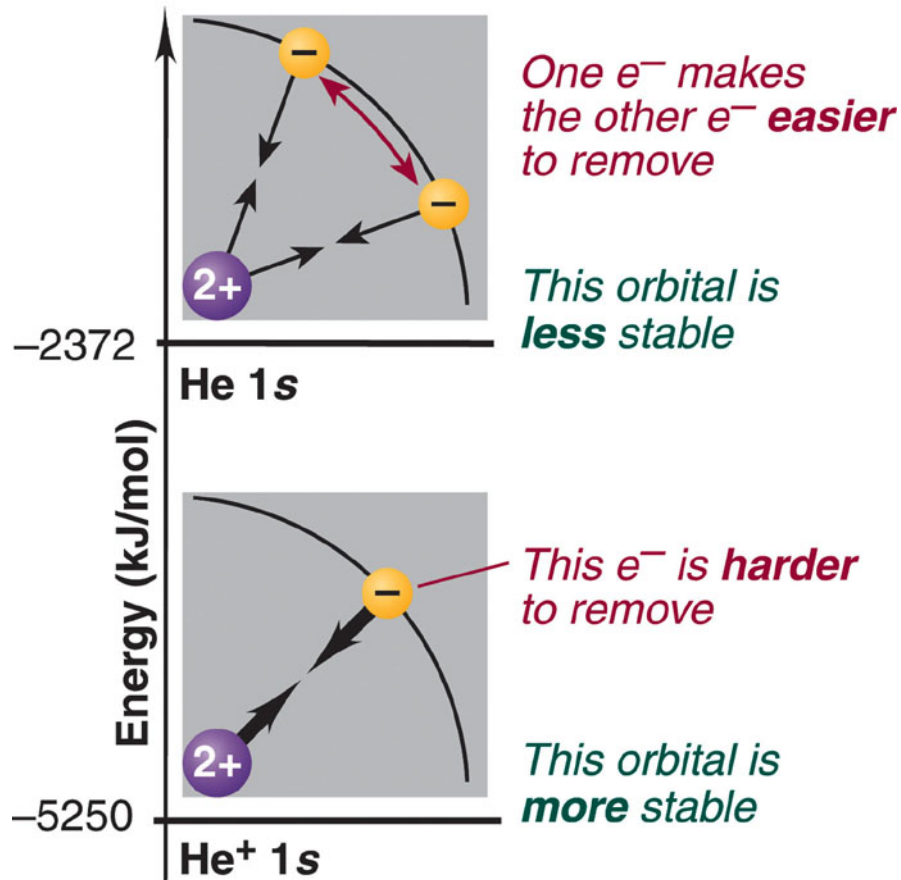 −
One e− makes
the other e− easier
to remove
−
2+
This orbital is
less stable
−2372
He 1s
Energy (kJ/mol)
−
This e− is harder
to remove
2+
This orbital is
more stable
−5250
He+ 1s